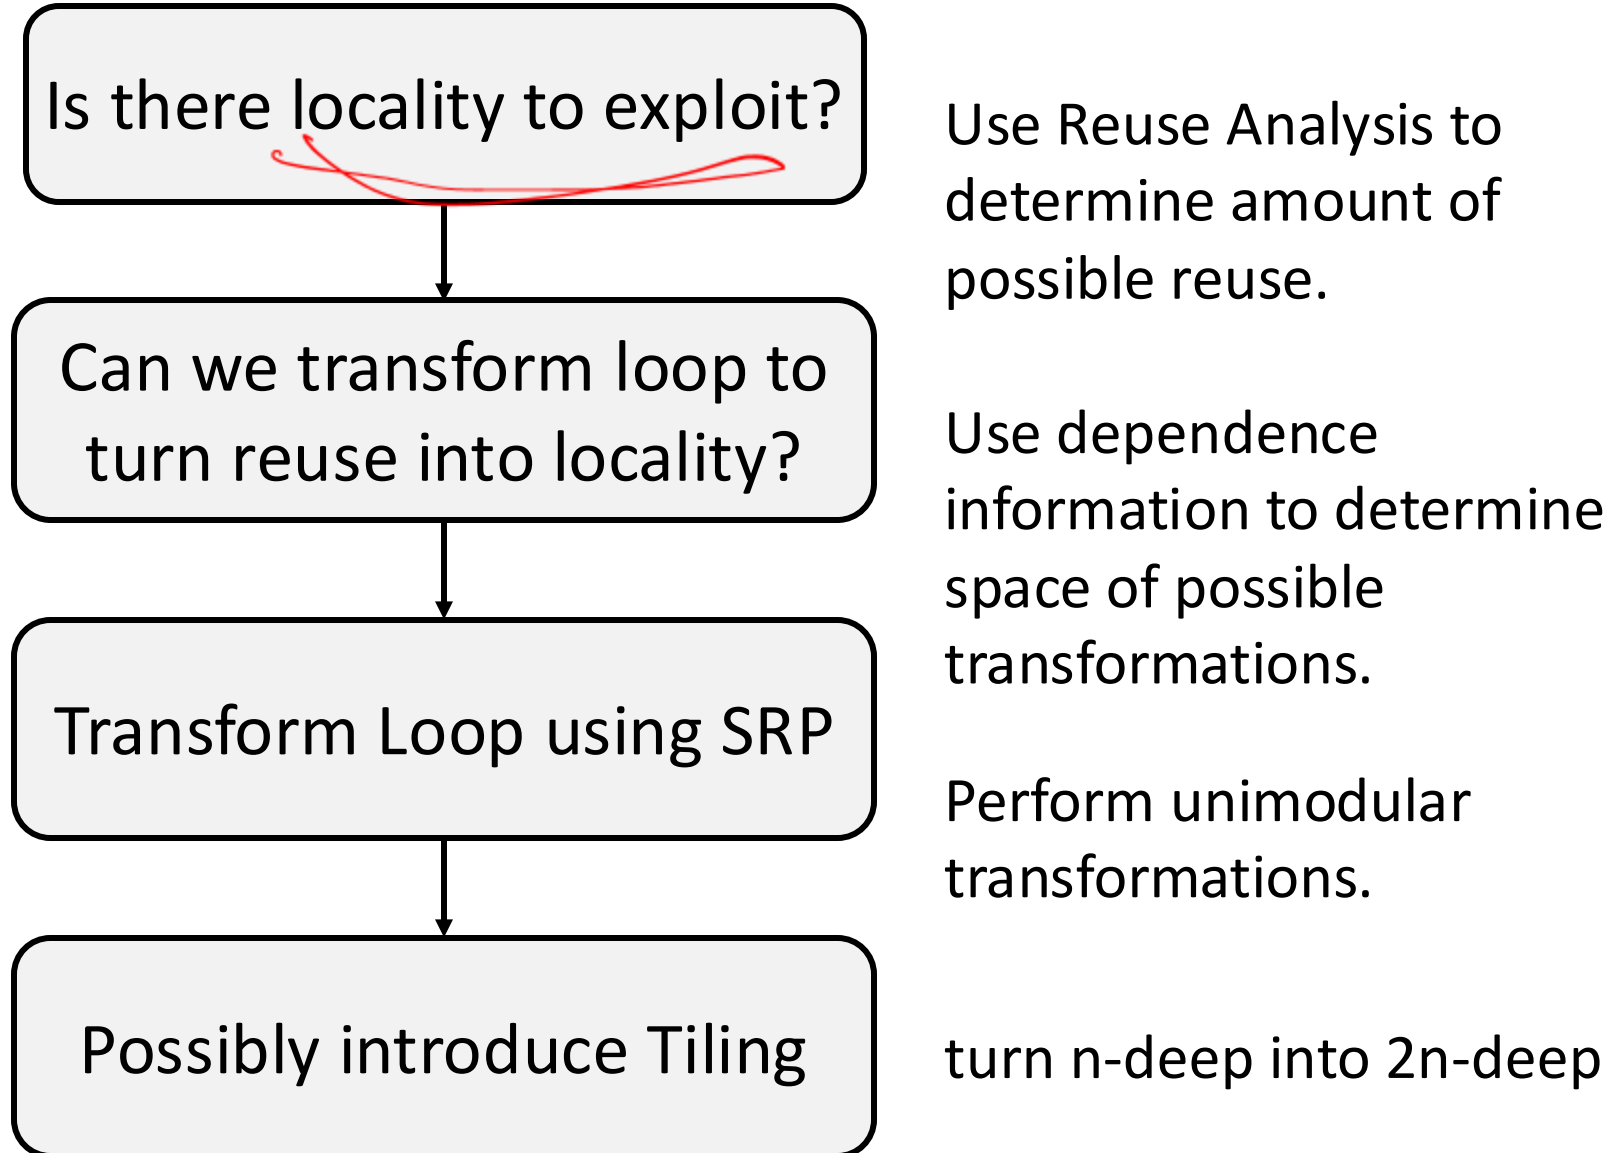 Is there locality to exploit?
Use Reuse Analysis to
determine amount of
possible reuse.
Can we transform loop to
turn reuse into locality?
Use dependence
information to determine
space of possible
transformations.
Transform Loop using SRP
Perform unimodular
transformations.
Possibly introduce Tiling
turn n-deep into 2n-deep